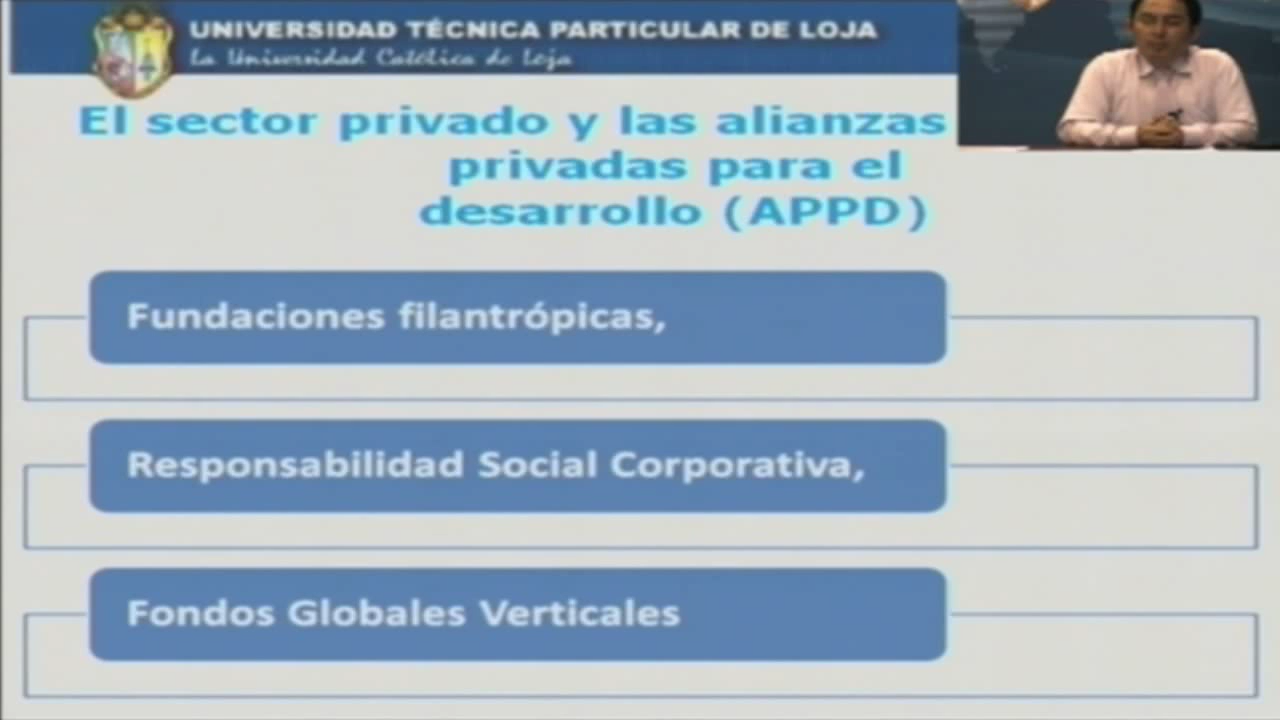 UNIVERSIDAD TÉCNICA PARTICULAR DE LOJA
La Universidad Católica de Loja
El sector privado y las alianzas
privadas para el
desarrollo (APPD)
Fundaciones filantrópicas,
Responsabilidad Social Corporativa,
Fondos Globales Verticales